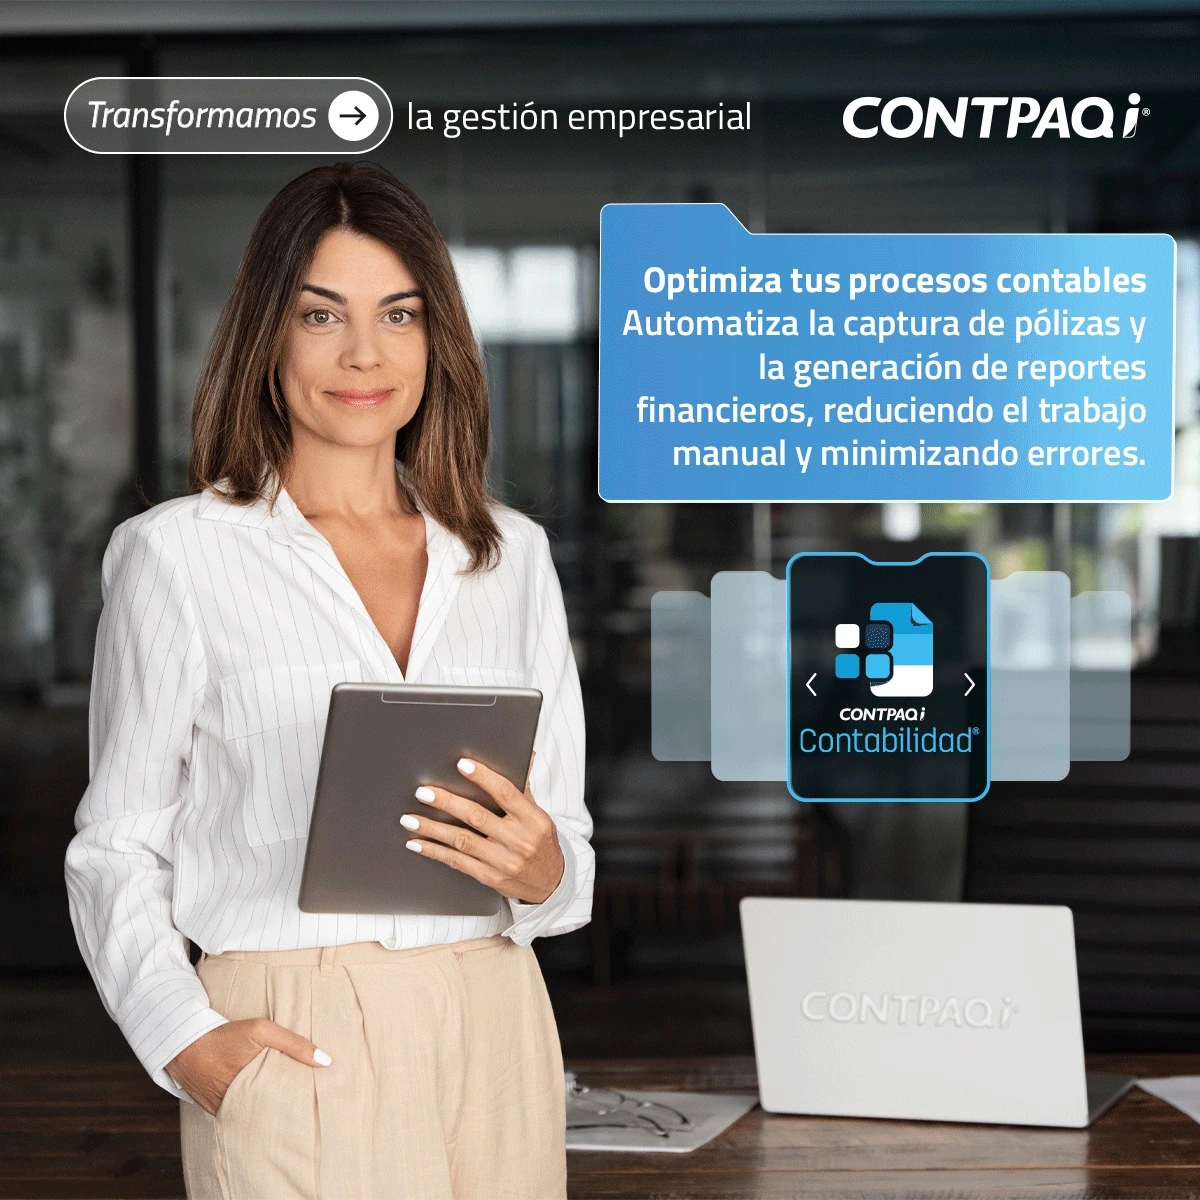 Transformamos → la gestión empresarial
CONTPAQi®
Optimiza tus procesos contables
Automatiza la captura de pólizas y
la generación de reportes
financieros, reduciendo el trabajo
manual y minimizando errores.
CONTPAQi
Contabilidad®
CONTPAQi